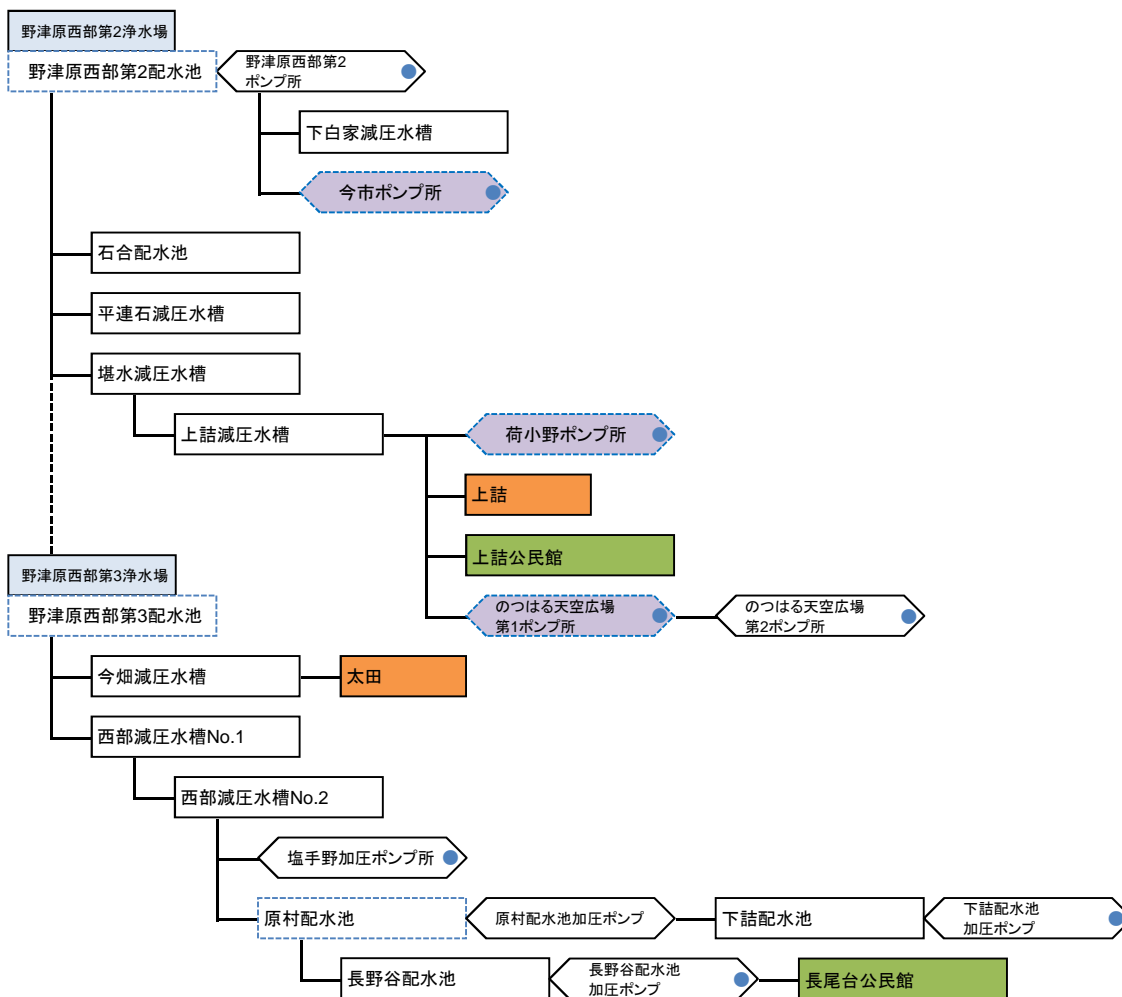 野津原西部第2浄水場
野津原西部第2配水池
野津原西部第2
ポンプ所
下白家減圧水槽
今市ポンプ所
石合配水池
平連石減圧水槽
堪水減圧水槽
上詰減圧水槽
荷小野ポンプ所
上詰
上詰公民館
野津原西部第3浄水場
野津原西部第3配水池
のつはる天空広場
第1ポンプ所
のつはる天空広場
第2ポンプ所
今畑減圧水槽
太田
西部減圧水槽No.1
西部減圧水槽No.2
塩手野加圧ポンプ所
原村配水池
原村配水池加圧ポンプ
下詰配水池
下詰配水池
加圧ポンプ
長野谷配水池
長野谷配水池
加圧ポンプ
長尾台公民館